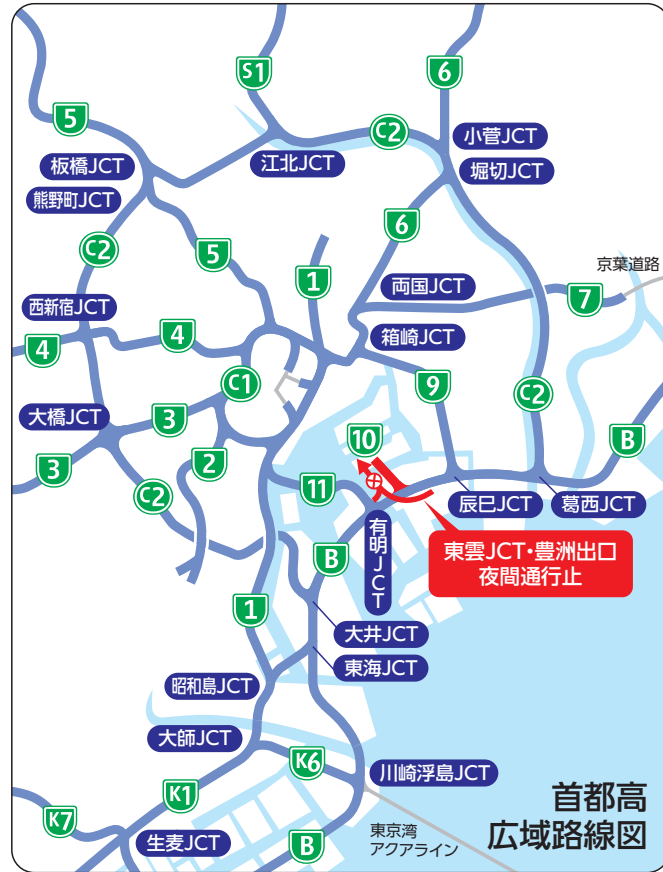 S1
6
5
C2
小菅JCT
江北JCT
板橋JCT
堀切JCT
熊野町JCT
6
C2
5
1
京葉道路
両国JCT
7
西新宿JCT
箱崎JCT
4
4
C1
9
C2
大橋JCT
3
B
10
2
3
11
C2
辰巳JCT
葛西JCT
有明JCT
東雲JCT・豊洲出口
夜間通行止
B
1
大井JCT
東海JCT
昭和島JCT
大師JCT
K6
川崎浮島JCT
K1
K7
生麦JCT
B
東京湾
アクアライン
首都高
広域路線図